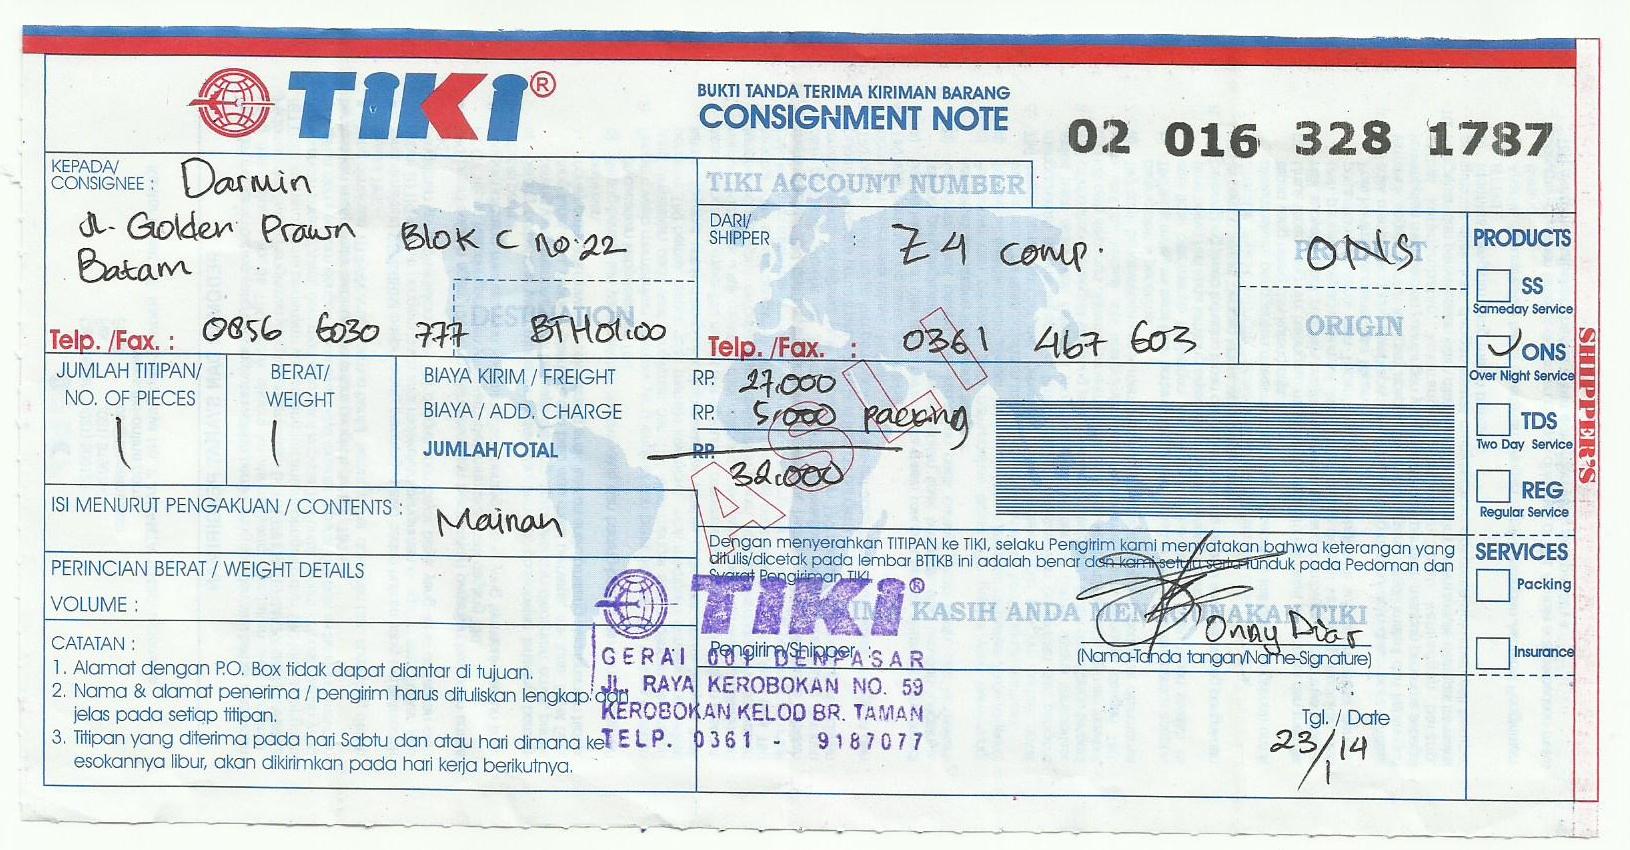 TIKI®
BUKTI TANDA TERIMA KIRIMAN BARANG
CONSIGNMENT NOTE
02 016 328 1787
KEPADA/
CONSIGNEE : Darmin
Jl. Golden Prawn Blok C no: 22
Batam
DESTINATION
Telp. /Fax. : 0856 6030 777 BTH01.00
TIKI ACCOUNT NUMBER
DARI/
SHIPPER : Z4 comp.
Telp. /Fax. : 0361 467 603
PRODUCT
ONS
ORIGIN
PRODUCTS
SS
Sameday Service
ONS
Over Night Service
TDS
Two Day Service
REG
Regular Service
SERVICES
Packing
Insurance
SHIPPER'S
JUMLAH TITIPAN/
NO. OF PIECES
1
BERAT/
WEIGHT
1
BIAYA KIRIM / FREIGHT RP. 27.000
BIAYA / ADD. CHARGE RP. 5.000 packing
JUMLAH/TOTAL RP. 32.000
ASLI
ISI MENURUT PENGAKUAN / CONTENTS : Mainan
PERINCIAN BERAT / WEIGHT DETAILS
VOLUME :
CATATAN :
1. Alamat dengan P.O. Box tidak dapat diantar di tujuan.
2. Nama & alamat penerima / pengirim harus dituliskan lengkap dan
jelas pada setiap titipan.
3. Titipan yang diterima pada hari Sabtu dan atau hari dimana ke
esokannya libur, akan dikirimkan pada hari kerja berikutnya.
Dengan menyerahkan TITIPAN ke TIKI, selaku Pengirim kami menyatakan bahwa keterangan yang
ditulis/dicetak pada lembar BTTKB ini adalah benar dan kami setuju serta tunduk pada Pedoman dan
Syarat Pengiriman TIKI.
KASIH ANDA MENGGUNAKAN TIKI
Pengirim/Shipper :
Onny Diar
(Nama-Tanda tangan/Name-Signature)
TIKI®
GERAI 001 DENPASAR
JL. RAYA KEROBOKAN NO. 59
KEROBOKAN KELOD BR. TAMAN
TELP. 0361 - 9187077
Tgl. / Date
23/1 14